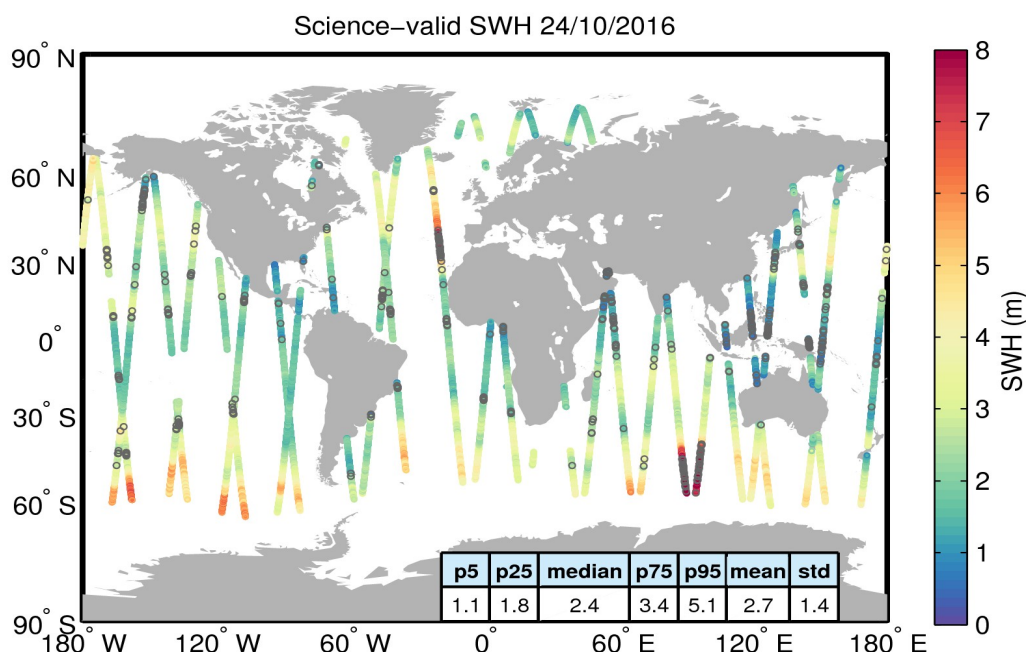 Science−valid SWH 24/10/2016
90° N
60° N
30° N
0°
30° S
60° S
90° S
180° W
120° W
60° W
0°
60° E
120° E
180° E
p5 p25 median p75 p95 mean std
1.1 1.8 2.4 3.4 5.1 2.7 1.4
8
7
6
5
4
3
2
1
0
SWH (m)